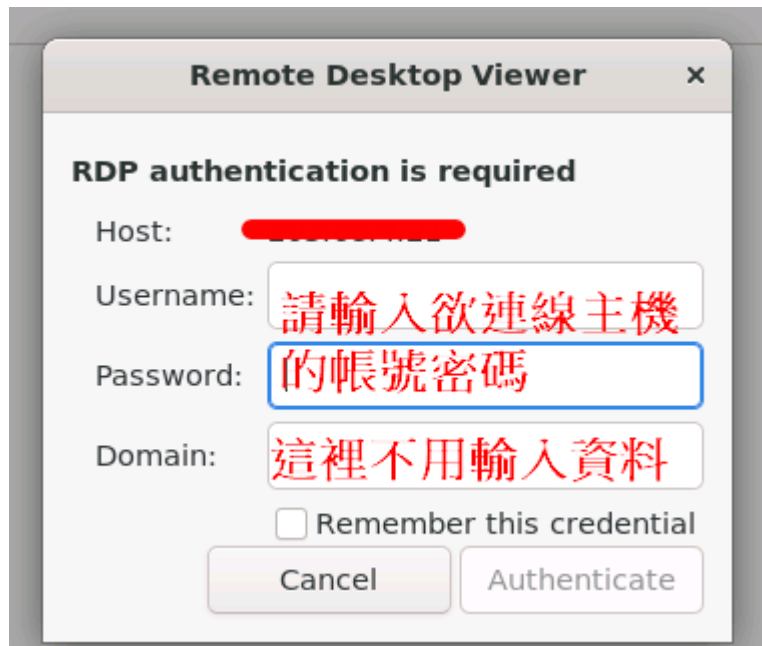 Remote Desktop Viewer ×
RDP authentication is required
Host:
Username: 請輸入欲連線主機
Password: 的帳號密碼
Domain: 這裡不用輸入資料
Remember this credential
Cancel Authenticate